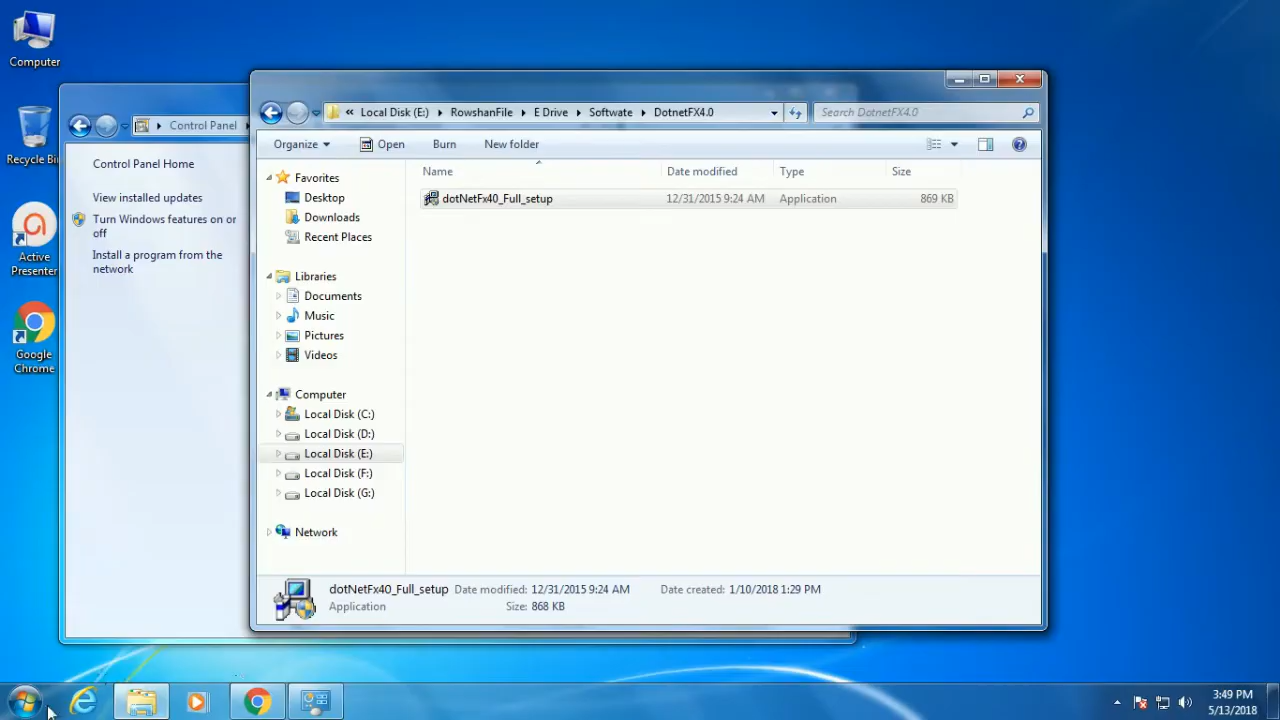 Computer
Recycle Bin
Active
Presenter
Google
Chrome
Control Panel
Control Panel Home
View installed updates
Turn Windows features on or
off
Install a program from the
network
« Local Disk (E:) RowshanFile E Drive Softwate DotnetFX4.0
Search DotnetFX4.0
Organize Open Burn New folder
Name Date modified Type Size
dotNetFx40_Full_setup 12/31/2015 9:24 AM Application 869 KB
Favorites
Desktop
Downloads
Recent Places
Libraries
Documents
Music
Pictures
Videos
Computer
Local Disk (C:)
Local Disk (D:)
Local Disk (E:)
Local Disk (F:)
Local Disk (G:)
Network
dotNetFx40_Full_setup Date modified: 12/31/2015 9:24 AM Date created: 1/10/2018 1:29 PM
Application Size: 868 KB
3:49 PM
5/13/2018